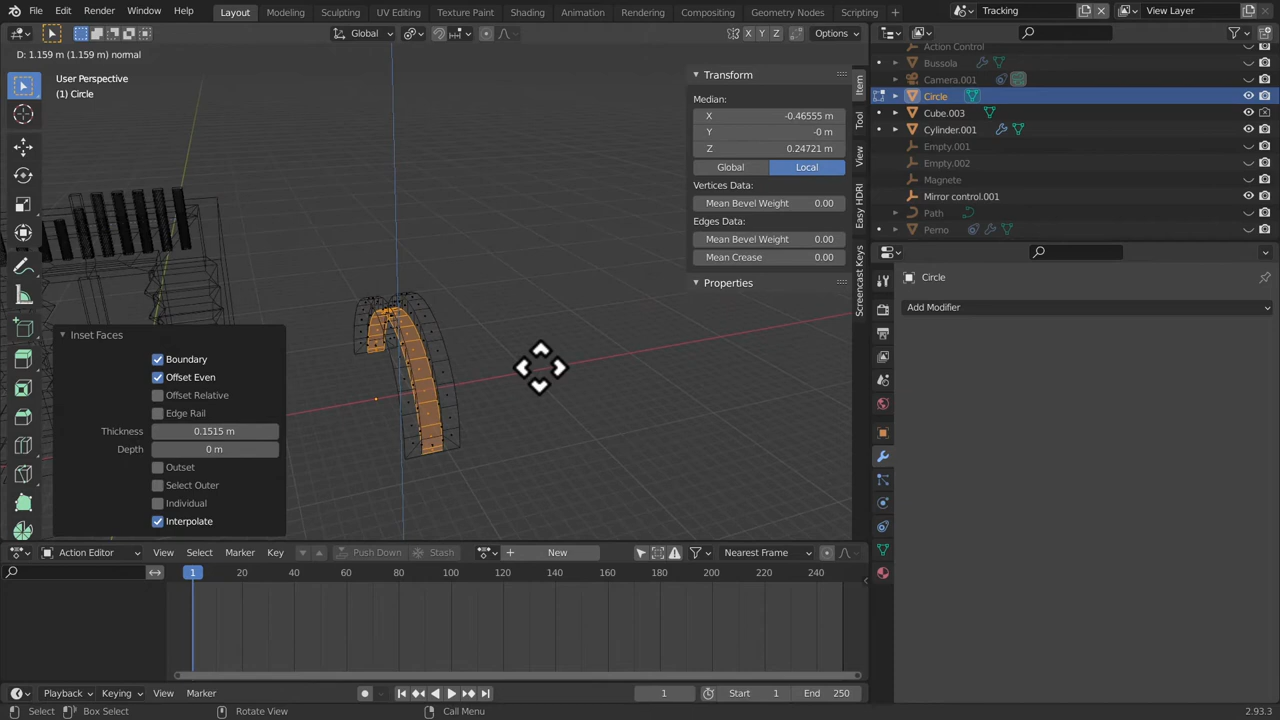 File Edit Render Window Help Layout Modeling Sculpting UV Editing Texture Paint Shading Animation Rendering Compositing Geometry Nodes Scripting + Tracking View Layer
Global Options
D: 1.159 m (1.159 m) normal X Y Z
User Perspective
(1) Circle
Transform
Median:
X -0.46555 m
Y -0 m
Z 0.24721 m
Global Local
Vertices Data:
Mean Bevel Weight 0.00
Edges Data:
Mean Bevel Weight 0.00
Mean Crease 0.00
Properties
Item
Tool
View
Easy HDRI
Screencast Keys
Action Control
Bussola
Camera.001
Circle
Cube.003
Cylinder.001
Empty.001
Empty.002
Magnete
Mirror control.001
Path
Perno
Circle
Add Modifier
Inset Faces
Boundary
Offset Even
Offset Relative
Edge Rail
Thickness 0.1515 m
Depth 0 m
Outset
Select Outer
Individual
Interpolate
Action Editor View Select Marker Key Push Down Stash + New Nearest Frame
1 20 40 60 80 100 120 140 160 180 200 220 240
Playback Keying View Marker 1 Start 1 End 250
Select Box Select Rotate View Call Menu 2.93.3